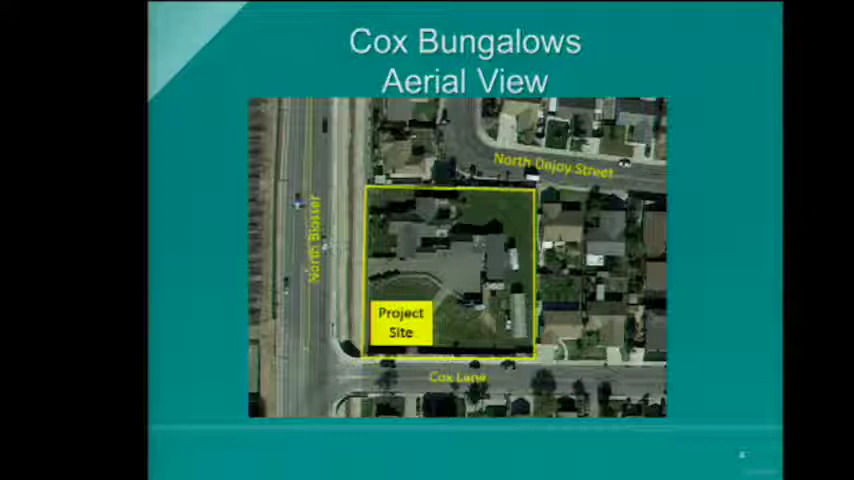 Cox Bungalows
Aerial View
North Dejoy Street
North Blosser
Project
Site
Cox Lane